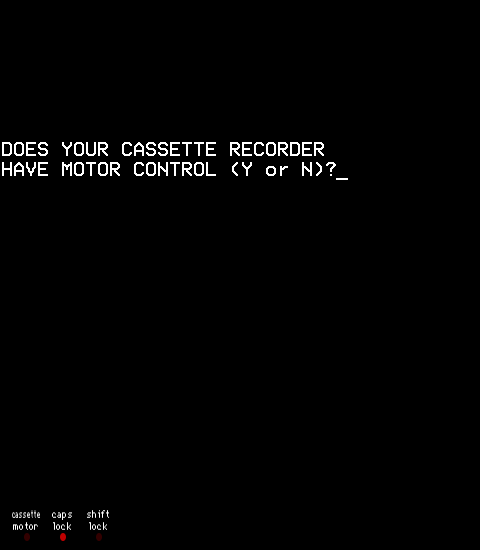 DOES YOUR CASSETTE RECORDER
HAVE MOTOR CONTROL (Y or N)?_
cassette motor
caps lock
shift lock